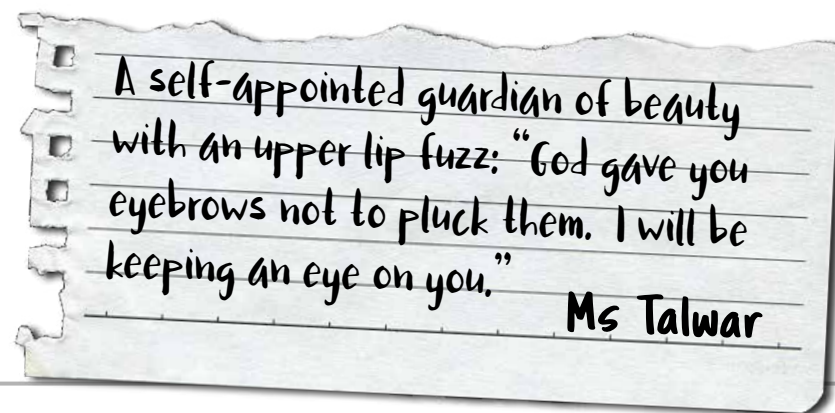 A self-appointed guardian of beauty
with an upper lip fuzz: “God gave you
eyebrows not to pluck them. I will be
keeping an eye on you.”
Ms Talwar